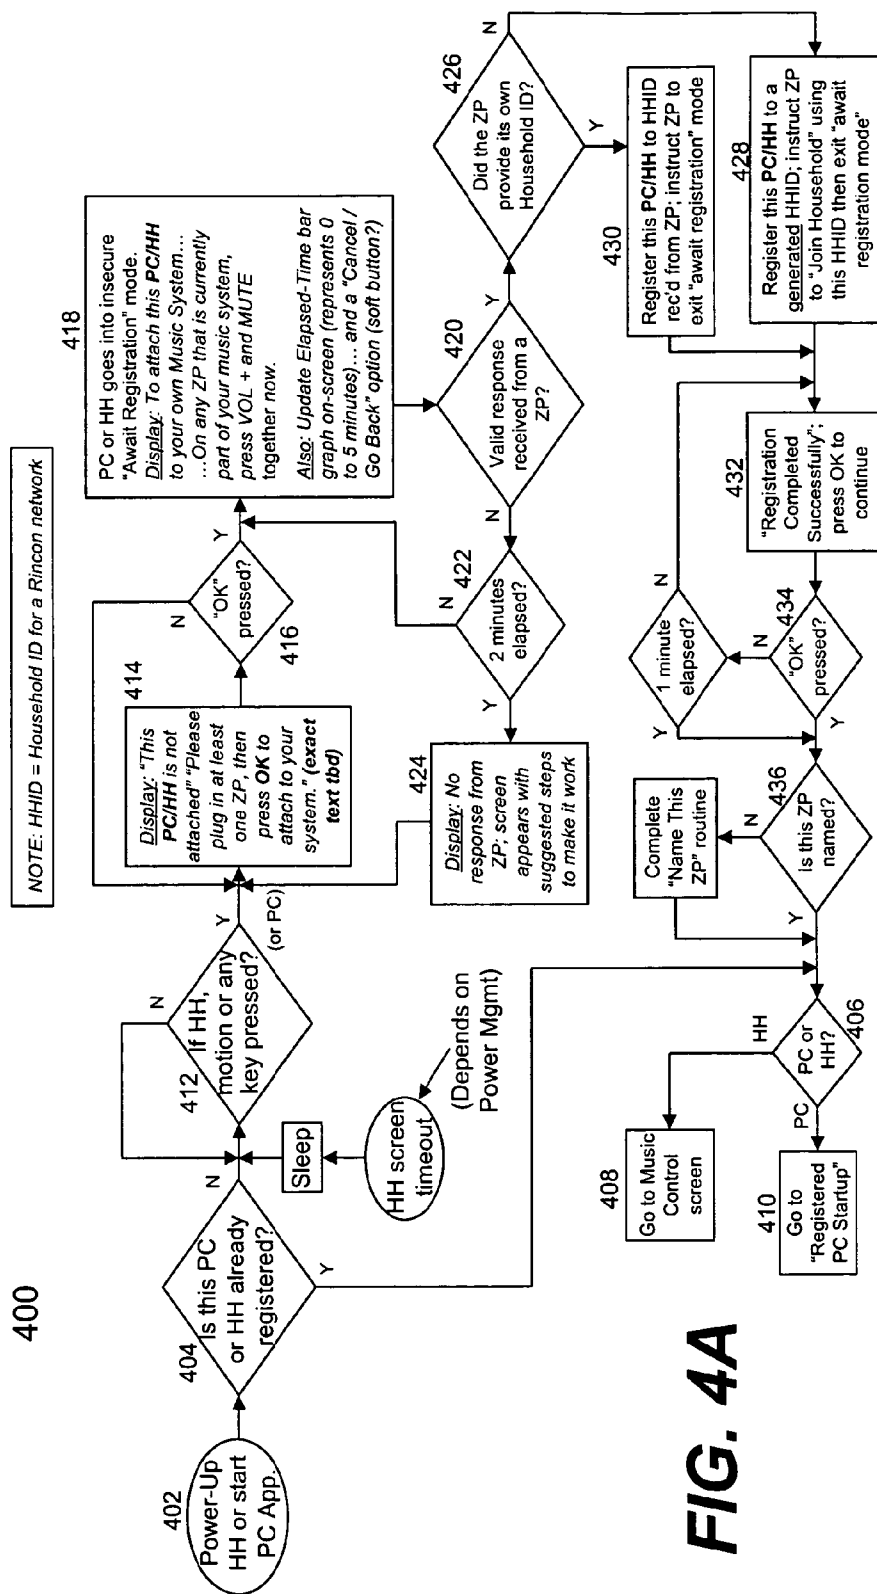 400
NOTE: HHID = Household ID for a Rincon network
402
Power-Up
HH or start
PC App.
404
Is this PC
or HH already
registered?
N
Y
Sleep
HH screen
timeout
(Depends on
Power Mgmt)
412
If HH,
motion or any
key pressed?
N
Y
(or PC)
414
Display: "This
PC/HH is not
attached" "Please
plug in at least
one ZP, then
press OK to
attach to your
system." (exact
text tbd)
416
"OK"
pressed?
N
Y
418
PC or HH goes into insecure
"Await Registration" mode.
Display: To attach this PC/HH
to your own Music System....
...On any ZP that is currently
part of your music system,
press VOL + and MUTE
together now.
Also: Update Elapsed-Time bar
graph on-screen (represents 0
to 5 minutes)... and a "Cancel /
Go Back" option (soft button?)
420
Valid response
received from a
ZP?
N
Y
422
2 minutes
elapsed?
N
Y
424
Display: No
response from
ZP; screen
appears with
suggested steps
to make it work
426
Did the ZP
provide its own
Household ID?
N
Y
430
Register this PC/HH to HHID
rec'd from ZP; instruct ZP to
exit "await registration" mode
428
Register this PC/HH to a
generated HHID; instruct ZP
to "Join Household" using
this HHID then exit "await
registration mode"
432
"Registration
Completed
Successfully";
press OK to
continue
434
"OK"
pressed?
N
Y
1 minute
elapsed?
N
Y
436
Is this ZP
named?
N
Y
Complete
"Name This
ZP" routine
406
PC or
HH?
HH
PC
408
Go to Music
Control
screen
410
Go to
"Registered
PC Startup"
FIG. 4A